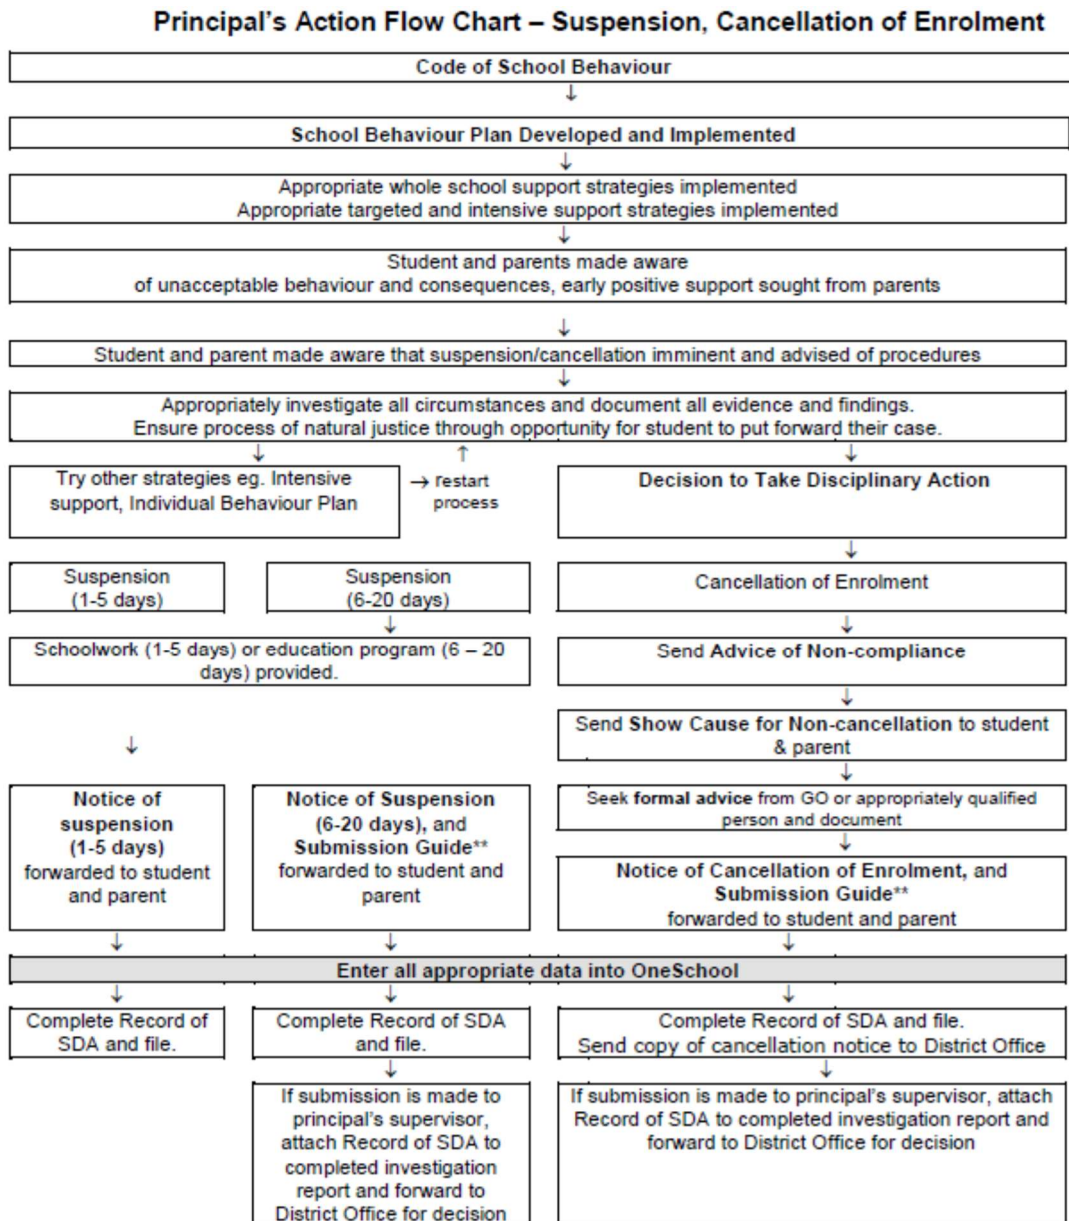 Principal's Action Flow Chart – Suspension, Cancellation of Enrolment
Code of School Behaviour
↓
School Behaviour Plan Developed and Implemented
↓
Appropriate whole school support strategies implemented
Appropriate targeted and intensive support strategies implemented
↓
Student and parents made aware
of unacceptable behaviour and consequences, early positive support sought from parents
↓
Student and parent made aware that suspension/cancellation imminent and advised of procedures
↓
Appropriately investigate all circumstances and document all evidence and findings.
Ensure process of natural justice through opportunity for student to put forward their case.
↓ ↑ ↓
Try other strategies eg. Intensive
support, Individual Behaviour Plan
→ restart
process
Decision to Take Disciplinary Action
↓
Suspension
(1-5 days)
Suspension
(6-20 days)
Cancellation of Enrolment
↓ ↓
Schoolwork (1-5 days) or education program (6 – 20
days) provided.
Send Advice of Non-compliance
↓
Send Show Cause for Non-cancellation to student
& parent
↓ ↓
Notice of
suspension
(1-5 days)
forwarded to student
and parent
Notice of Suspension
(6-20 days), and
Submission Guide**
forwarded to student and
parent
Seek formal advice from GO or appropriately qualified
person and document
↓
Notice of Cancellation of Enrolment, and
Submission Guide**
forwarded to student and parent
↓ ↓ ↓
Enter all appropriate data into OneSchool
↓ ↓ ↓
Complete Record of
SDA and file.
Complete Record of SDA
and file.
Complete Record of SDA and file.
Send copy of cancellation notice to District Office
↓ ↓
If submission is made to
principal's supervisor,
attach Record of SDA to
completed investigation
report and forward to
District Office for decision
If submission is made to principal's supervisor, attach
Record of SDA to completed investigation report and
forward to District Office for decision